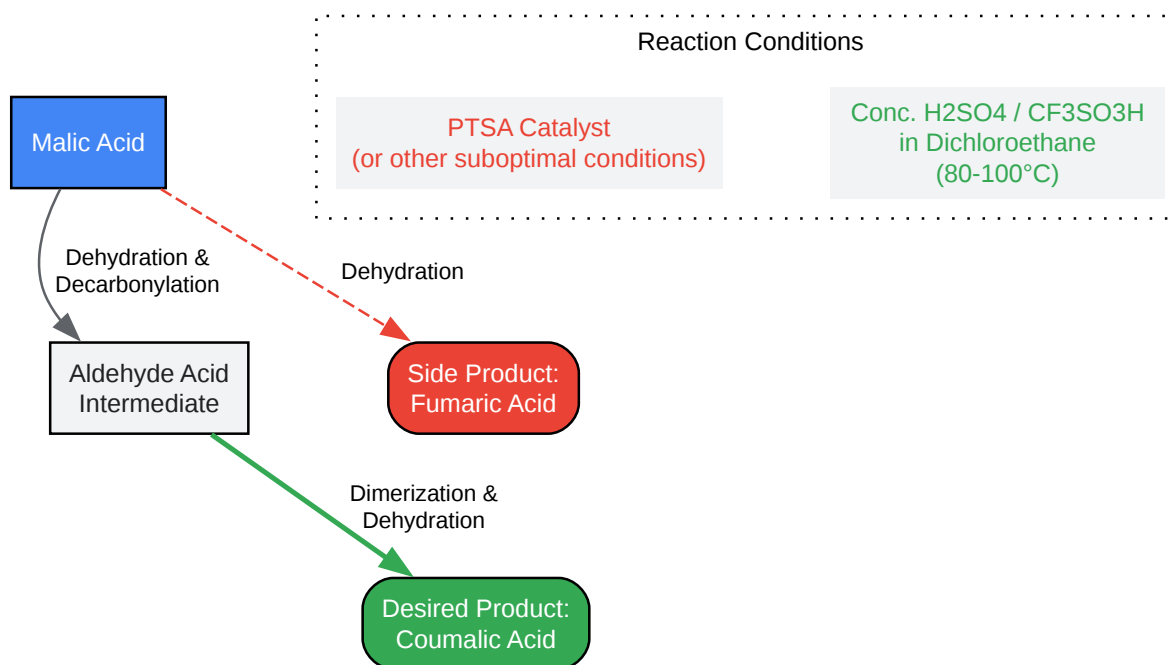 Reaction Conditions
Malic Acid
PTSA Catalyst
(or other suboptimal conditions)
Conc. H2SO4 / CF3SO3H
in Dichloroethane
(80-100°C)
Dehydration &
Decarbonylation
Dehydration
Aldehyde Acid
Intermediate
Side Product:
Fumaric Acid
Dimerization &
Dehydration
Desired Product:
Coumalic Acid